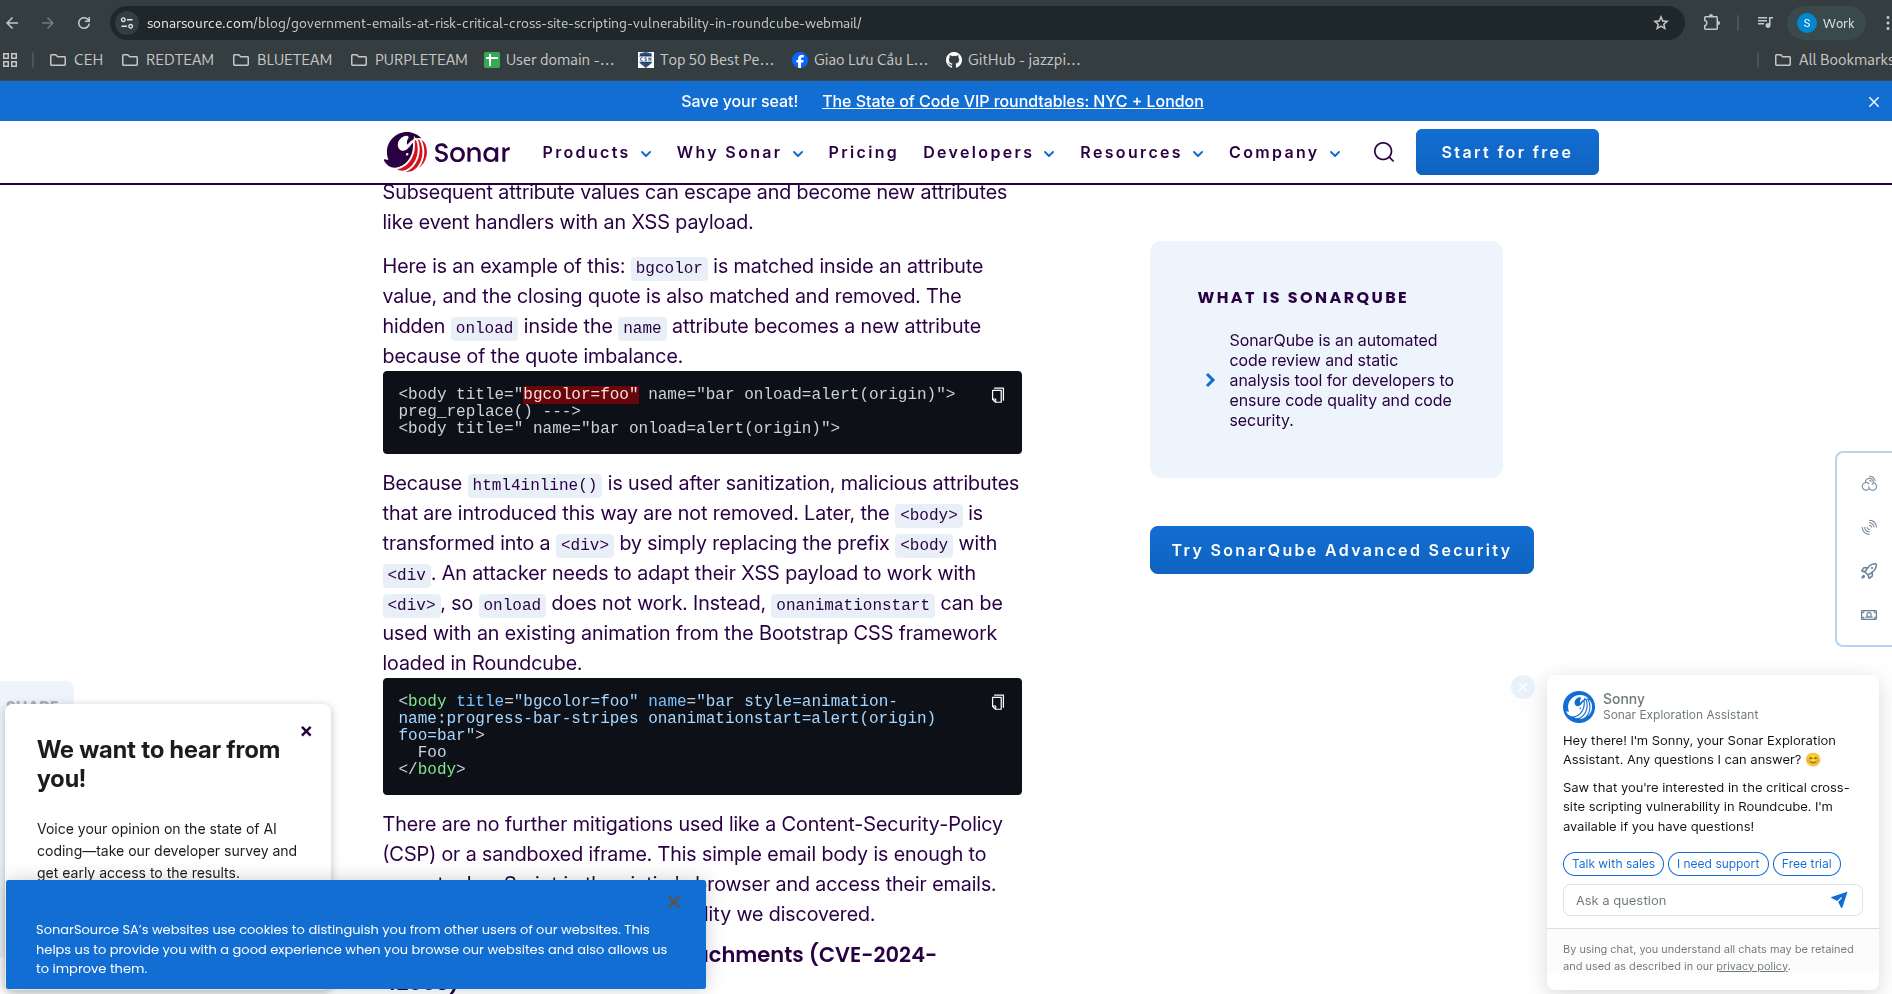 sonarsource.com/blog/government-emails-at-risk-critical-cross-site-scripting-vulnerability-in-roundcube-webmail/
S Work
CEH REDTEAM BLUETEAM PURPLETEAM User domain -... Top 50 Best Pe... Giao Lưu Cầu L... GitHub - jazzpi... All Bookmarks
Save your seat! The State of Code VIP roundtables: NYC + London
Sonar Products Why Sonar Pricing Developers Resources Company Start for free
Subsequent attribute values can escape and become new attributes
like event handlers with an XSS payload.
Here is an example of this: bgcolor is matched inside an attribute
value, and the closing quote is also matched and removed. The
hidden onload inside the name attribute becomes a new attribute
because of the quote imbalance.
<body title="bgcolor=foo" name="bar onload=alert(origin)">
preg_replace() --->
<body title=" name="bar onload=alert(origin)">
Because html4inline() is used after sanitization, malicious attributes
that are introduced this way are not removed. Later, the <body> is
transformed into a <div> by simply replacing the prefix <body with
<div. An attacker needs to adapt their XSS payload to work with
<div>, so onload does not work. Instead, onanimationstart can be
used with an existing animation from the Bootstrap CSS framework
loaded in Roundcube.
<body title="bgcolor=foo" name="bar style=animation-
name:progress-bar-stripes onanimationstart=alert(origin)
foo=bar">
Foo
</body>
There are no further mitigations used like a Content-Security-Policy
(CSP) or a sandboxed iframe. This simple email body is enough to
browser and access their emails.
we discovered.
(CVE-2024-
WHAT IS SONARQUBE
SonarQube is an automated
code review and static
analysis tool for developers to
ensure code quality and code
security.
Try SonarQube Advanced Security
SHARE
We want to hear from
you!
Voice your opinion on the state of AI
coding—take our developer survey and
get early access to the results.
SonarSource SA's websites use cookies to distinguish you from other users of our websites. This
helps us to provide you with a good experience when you browse our websites and also allows us
to improve them.
Sonny
Sonar Exploration Assistant
Hey there! I'm Sonny, your Sonar Exploration
Assistant. Any questions I can answer? 😊
Saw that you're interested in the critical cross-
site scripting vulnerability in Roundcube. I'm
available if you have questions!
Talk with sales I need support Free trial
Ask a question
By using chat, you understand all chats may be retained
and used as described in our privacy policy.